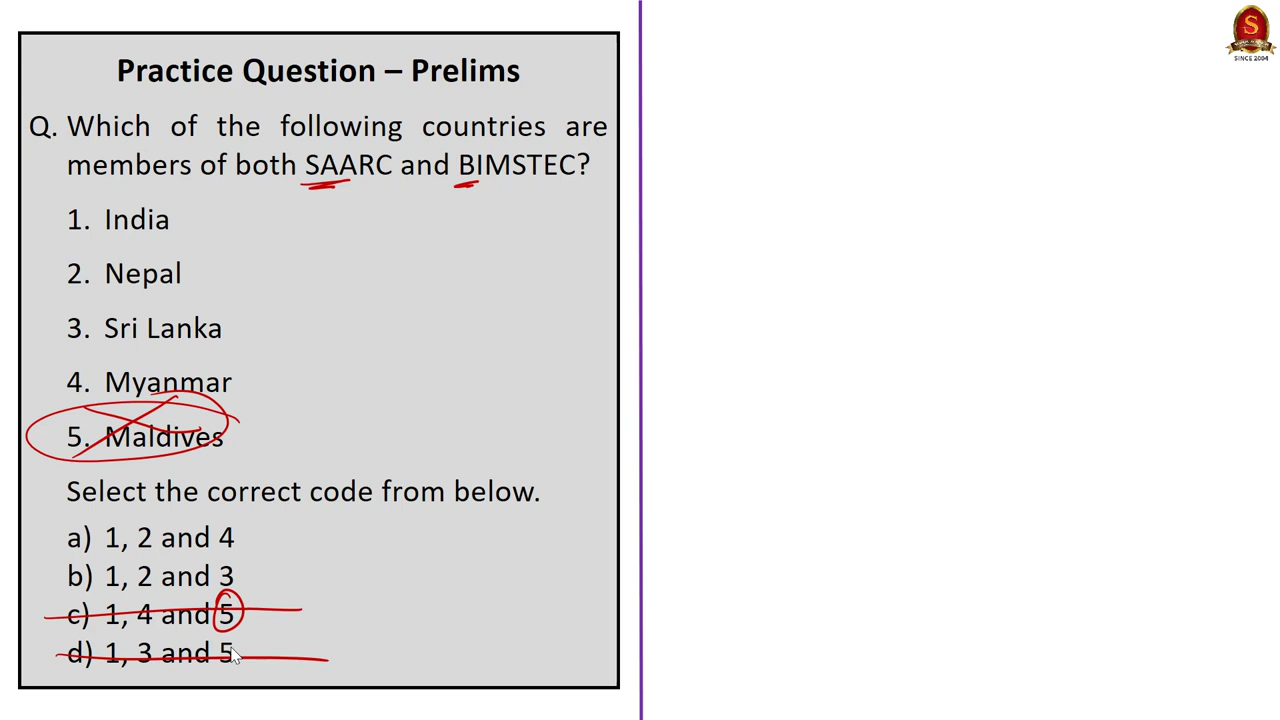 Practice Question – Prelims
Q. Which of the following countries are
members of both SAARC and BIMSTEC?
1. India
2. Nepal
3. Sri Lanka
4. Myanmar
5. Maldives
Select the correct code from below.
a) 1, 2 and 4
b) 1, 2 and 3
c) 1, 4 and 5
d) 1, 3 and 5
S
SINCE 2004